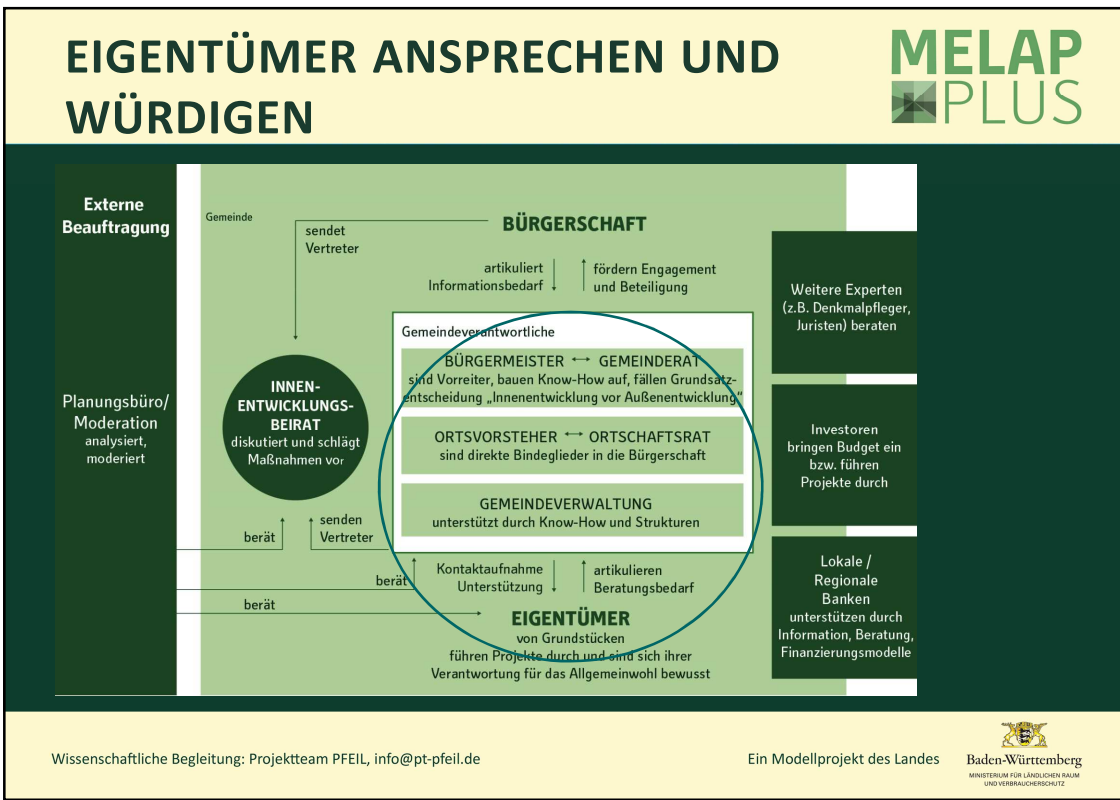 EIGENTÜMER ANSPRECHEN UND
WÜRDIGEN
MELAP
PLUS
Externe
Beauftragung
Planungsbüro/
Moderation
analysiert,
moderiert
Gemeinde
sendet
Vertreter
BÜRGERSCHAFT
artikuliert
Informationsbedarf
fördern Engagement
und Beteiligung
INNEN-
ENTWICKLUNGS-
BEIRAT
diskutiert und schlägt
Maßnahmen vor
Gemeindeverantwortliche
BÜRGERMEISTER ↔ GEMEINDERAT
sind Vorreiter, bauen Know-How auf, fällen Grundsatz-
entscheidung „Innenentwicklung vor Außenentwicklung“
ORTSVORSTEHER ↔ ORTSCHAFTSRAT
sind direkte Bindeglieder in die Bürgerschaft
GEMEINDEVERWALTUNG
unterstützt durch Know-How und Strukturen
berät
senden
Vertreter
berät
berät
Kontaktaufnahme
Unterstützung
artikulieren
Beratungsbedarf
EIGENTÜMER
von Grundstücken
führen Projekte durch und sind sich ihrer
Verantwortung für das Allgemeinwohl bewusst
Weitere Experten
(z.B. Denkmalpfleger,
Juristen) beraten
Investoren
bringen Budget ein
bzw. führen
Projekte durch
Lokale /
Regionale
Banken
unterstützen durch
Information, Beratung,
Finanzierungsmodelle
Wissenschaftliche Begleitung: Projektteam PFEIL, info@pt-pfeil.de
Ein Modellprojekt des Landes
Baden-Württemberg
MINISTERIUM FÜR LÄNDLICHEN RAUM
UND VERBRAUCHERSCHUTZ